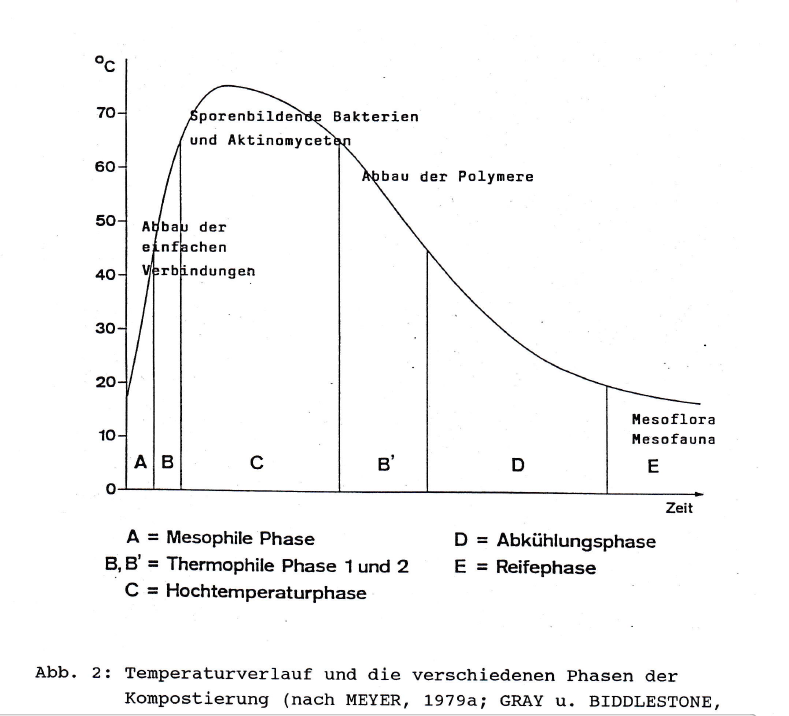 °C
70
Sporenbildende Bakterien
und Aktinomyceten
60
Abbau der Polymere
50
Abbau der
einfachen
Verbindungen
40
30
20
10
Mesoflora
Mesofauna
A B C B' D E
0
Zeit
A = Mesophile Phase
B, B' = Thermophile Phase 1 und 2
C = Hochtemperaturphase
D = Abkühlungsphase
E = Reifephase
Abb. 2: Temperaturverlauf und die verschiedenen Phasen der
Kompostierung (nach MEYER, 1979a; GRAY u. BIDDLESTONE,